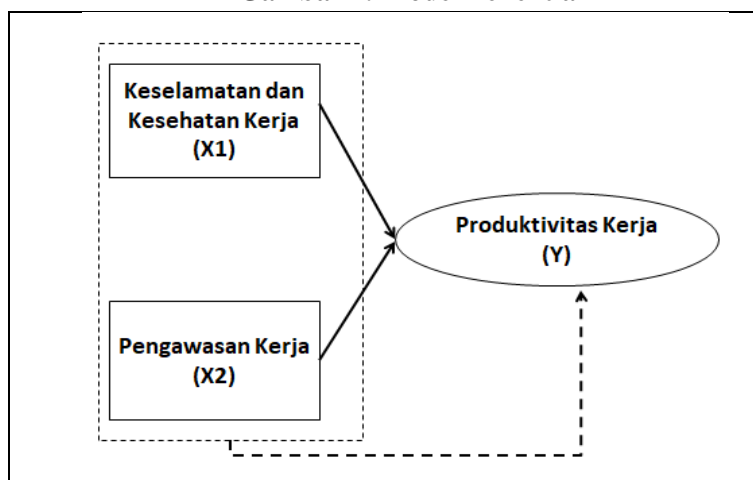 Keselamatan dan
Kesehatan Kerja
(X1)
Produktivitas Kerja
(Y)
Pengawasan Kerja
(X2)